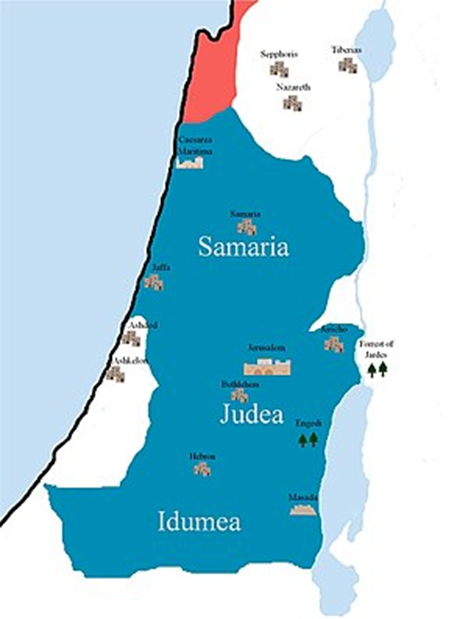 Sepphoris
Tiberias
Nazareth
Caesarea
Maritima
Samaria
Samaria
Jaffa
Ashdod
Jericho
Jerusalem
Forrest of
Jardes
Ashkelon
Bethlehem
Judea
Engedi
Hebron
Masada
Idumea